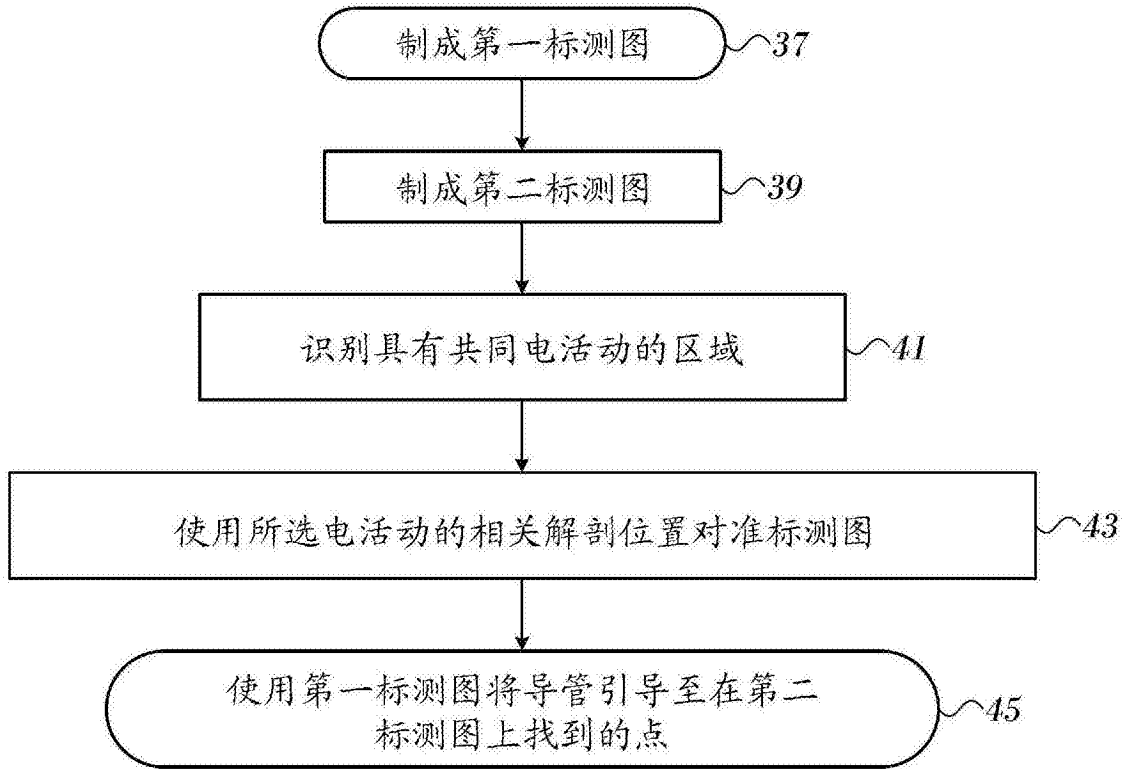 制成第一标测图
37
制成第二标测图
39
识别具有共同电活动的区域
41
使用所选电活动的相关解剖位置对准标测图
43
使用第一标测图将导管引导至在第二
标测图上找到的点
45